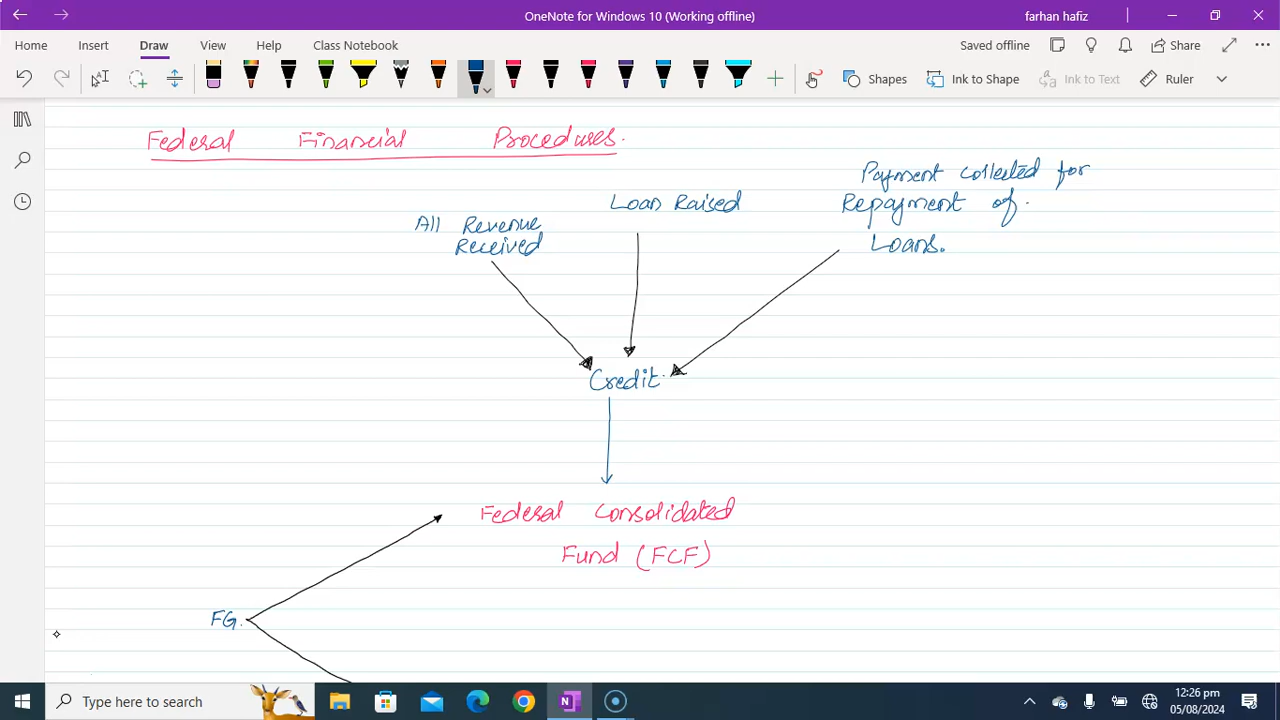 OneNote for Windows 10 (Working offline)
farhan hafiz
Home Insert Draw View Help Class Notebook
Saved offline
Share
Shapes
Ink to Shape
Ink to Text
Ruler
Federal Financial Procedures.
Payment collected for
Repayment of.
Loans.
Loan Raised
All Revenue
Received
Credit.
Federal Consolidated
Fund (FCF)
FG.
Type here to search
12:26 pm
05/08/2024